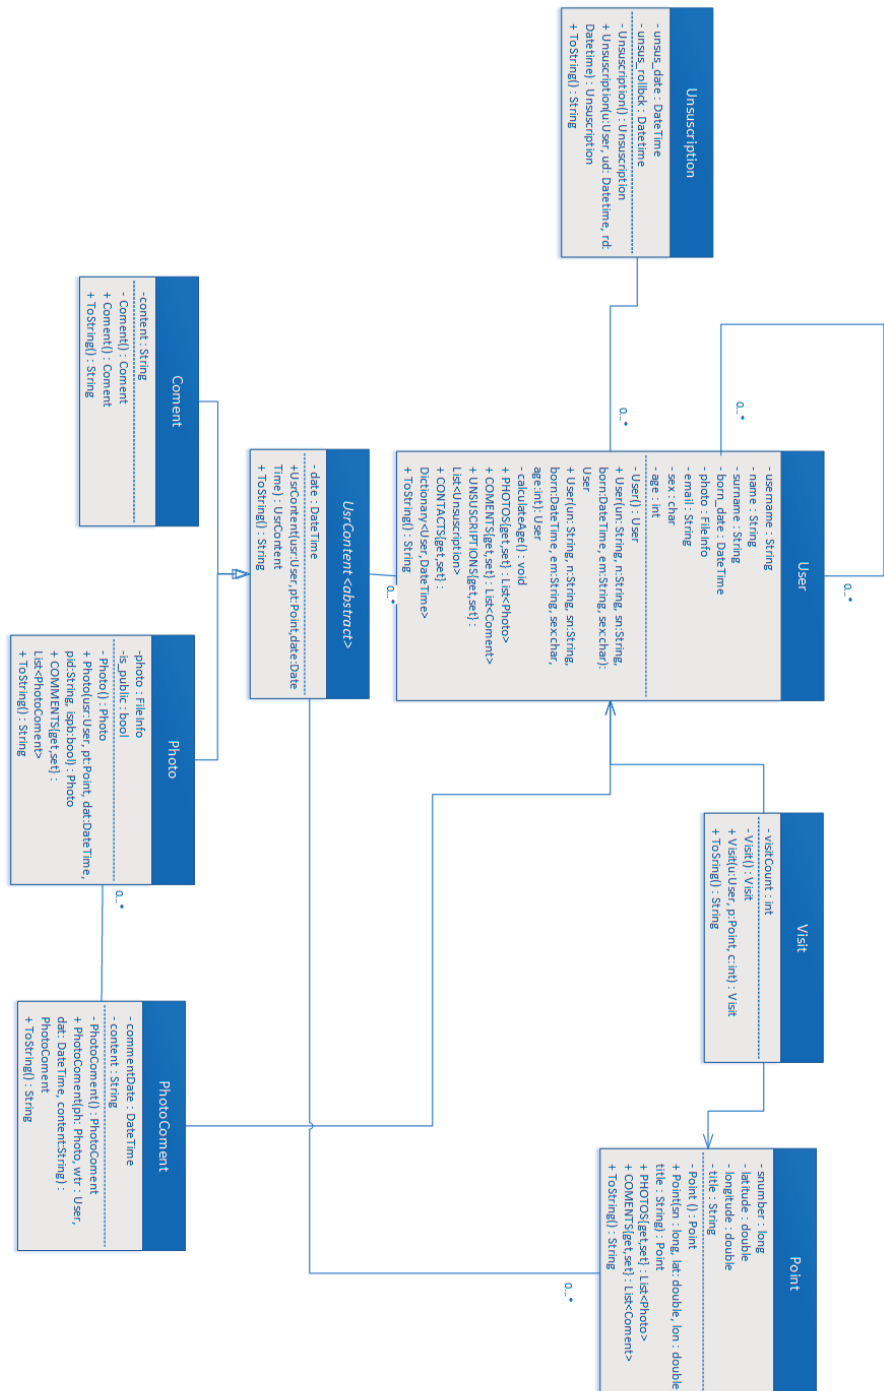 Unsuscription
- unsus_date : DateTime
- unsus_rollbck : Datetime
- Unsuscription() : Unsuscription
+ Unsuscription(u:User, ud: Datetime, rd:
Datetime) : Unsuscription
+ ToString() : String
0...*
0...*
0...*
User
- username : String
- name : String
- surname : String
- born_date : DateTime
- photo : FileInfo
- email : String
- sex : char
- age : int
- User() : User
+ User(un: String, n:String, sn:String,
born:DateTime, em:String, sex:char):
User
+ User(un: String, n:String, sn:String,
born:DateTime, em:String, sex:char,
age:int): User
- calculateAge() : void
+ PHOTOS{get,set} : List<Photo>
+ COMENTS{get,set} : List<Coment>
+ UNSUSCRIPTIONS{get,set} :
List<Unsuscription>
+ CONTACTS{get,set} :
Dictionary<User,DateTime>
+ ToString() : String
Visit
- visitCount : int
- Visit() : Visit
+ Visit(u:User, p:Point, c:int) : Visit
+ ToSring() : String
Point
- snumber : long
- latitude : double
- longitude : double
- title : String
- Point () : Point
+ Point(sn : long, lat: double, lon : double
title : String) : Point
+ PHOTOS{get,set} : List<Photo>
+ COMENTS{get,set} : List<Coment>
+ ToString() : String
0...*
0...*
UsrContent <abstract>
- date : DateTime
+UsrContent(usr:User,pt:Point,date:Date
Time) : UsrContent
+ ToString() : String
Coment
-content : String
- Coment() : Coment
+ Coment() : Coment
+ ToString() : String
Photo
-photo : FileInfo
-is_public : bool
- Photo() : Photo
+ Photo(usr:User, pt:Point, dat:DateTime,
pid:String, ispb:bool) : Photo
+ COMMENTS{get,set} :
List<PhotoComent>
+ ToString() : String
0...*
PhotoComent
- commentDate : DateTime
- content : String
- PhotoComent() : PhotoComent
+ PhotoComent(ph: Photo, wtr : User,
dat: DateTime, content:String) :
PhotoComent
+ ToString() : String